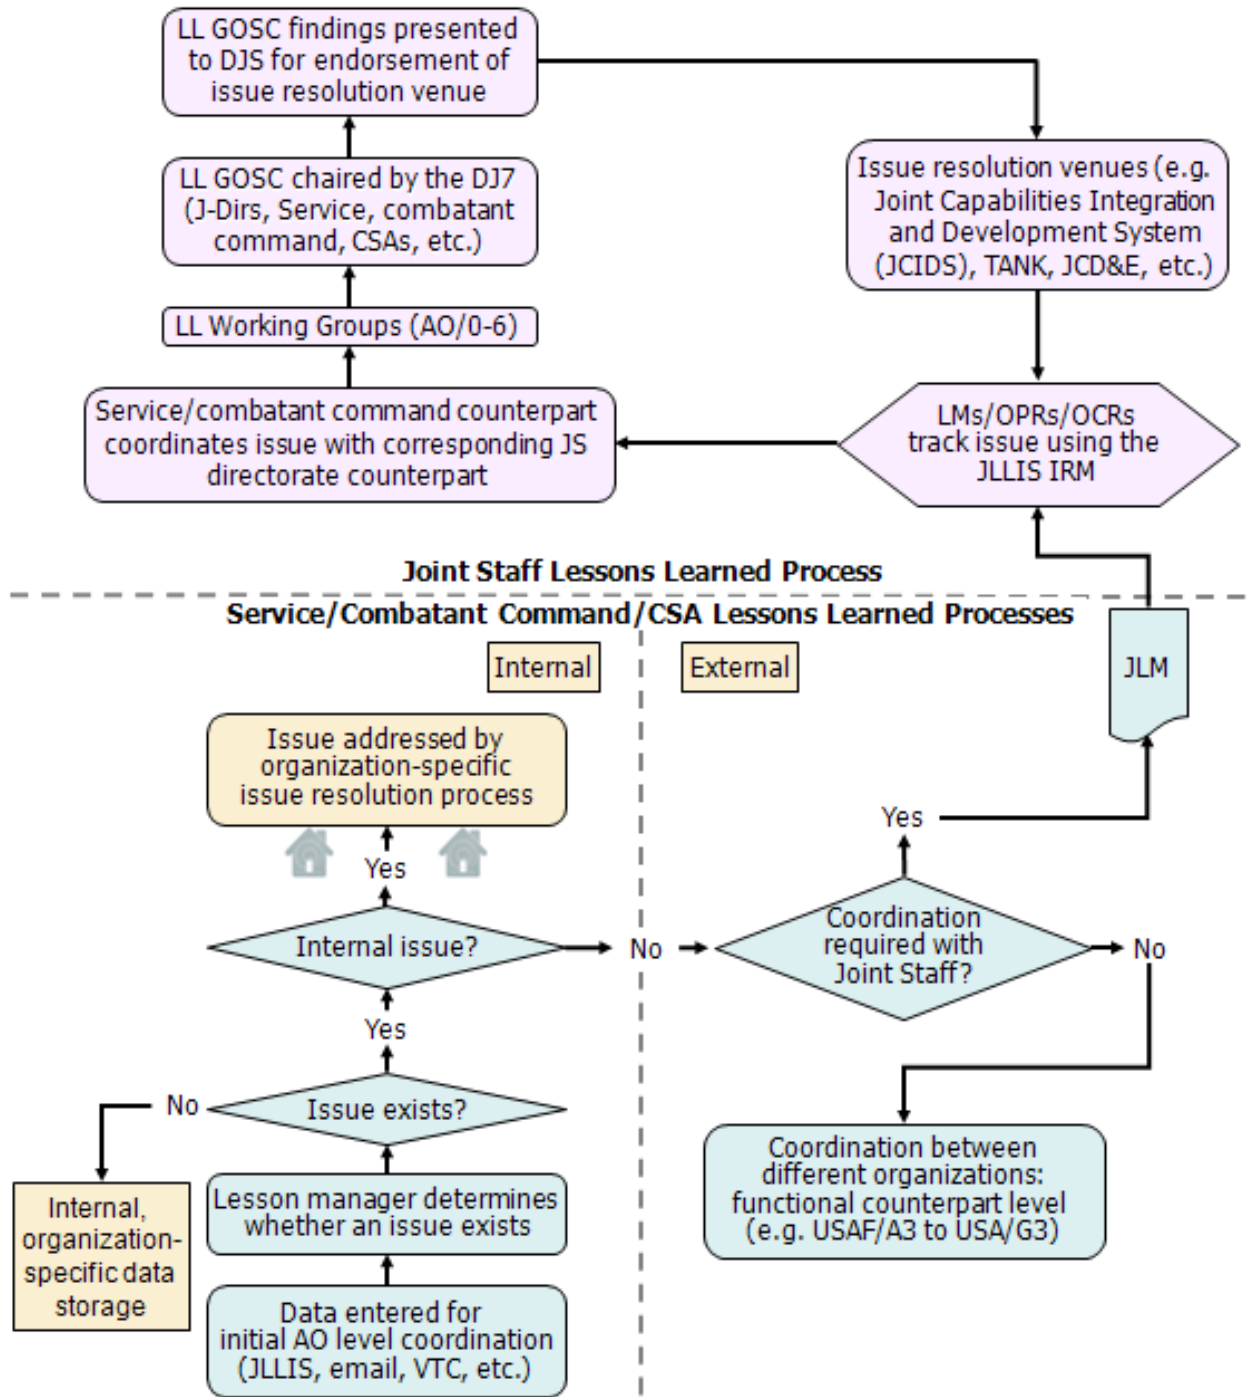 LL GOSC findings presented
to DJS for endorsement of
issue resolution venue
LL GOSC chaired by the DJ7
(J-Dirs, Service, combatant
command, CSAs, etc.)
Issue resolution venues (e.g.
Joint Capabilities Integration
and Development System
(JCIDS), TANK, JCD&E, etc.)
LL Working Groups (AO/0-6)
Service/combatant command counterpart
coordinates issue with corresponding JS
directorate counterpart
LMs/OPRs/OCRs
track issue using the
JLLIS IRM
Joint Staff Lessons Learned Process
Service/Combatant Command/CSA Lessons Learned Processes
Internal
External
JLM
Issue addressed by
organization-specific
issue resolution process
Yes
Yes
Internal issue?
No
Coordination
required with
Joint Staff?
No
Yes
No
Issue exists?
Lesson manager determines
whether an issue exists
Internal,
organization-
specific data
storage
Coordination between
different organizations:
functional counterpart level
(e.g. USAF/A3 to USA/G3)
Data entered for
initial AO level coordination
(JLLIS, email, VTC, etc.)